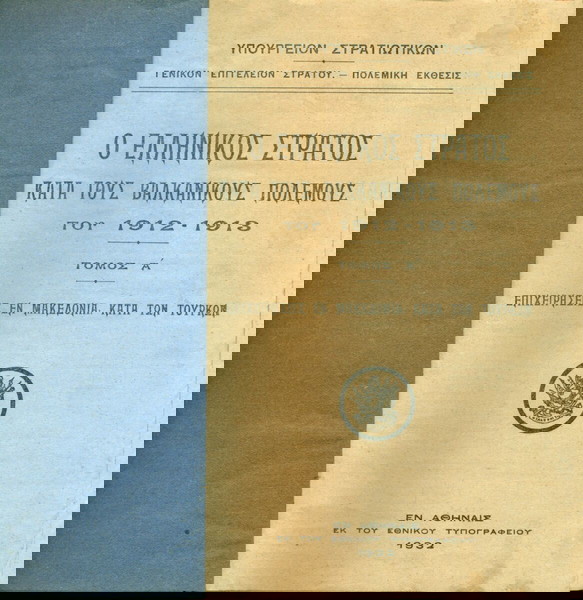 ΥΠΟΥΡΓΕΙΟΝ ΣΤΡΑΤΙΩΤΙΚΩΝ
ΓΕΝΙΚΟΝ ΕΠΙΤΕΛΕΙΟΝ ΣΤΡΑΤΟΥ. — ΠΟΛΕΜΙΚΗ ΕΚΘΕΣΙΣ
Ο ΕΛΛΗΝΙΚΟΣ ΣΤΡΑΤΟΣ
ΚΑΤΑ ΤΟΥΣ ΒΑΛΚΑΝΙΚΟΥΣ ΠΟΛΕΜΟΥΣ
ΤΟΥ 1912-1913
ΤΟΜΟΣ Α΄
ΕΠΙΧΕΙΡΗΣΕΙΣ ΕΝ ΜΑΚΕΔΟΝΙΑ ΚΑΤΑ ΤΩΝ ΤΟΥΡΚΩΝ
ΕΝ ΑΘΗΝΑΙΣ
ΕΚ ΤΟΥ ΕΘΝΙΚΟΥ ΤΥΠΟΓΡΑΦΕΙΟΥ
1932